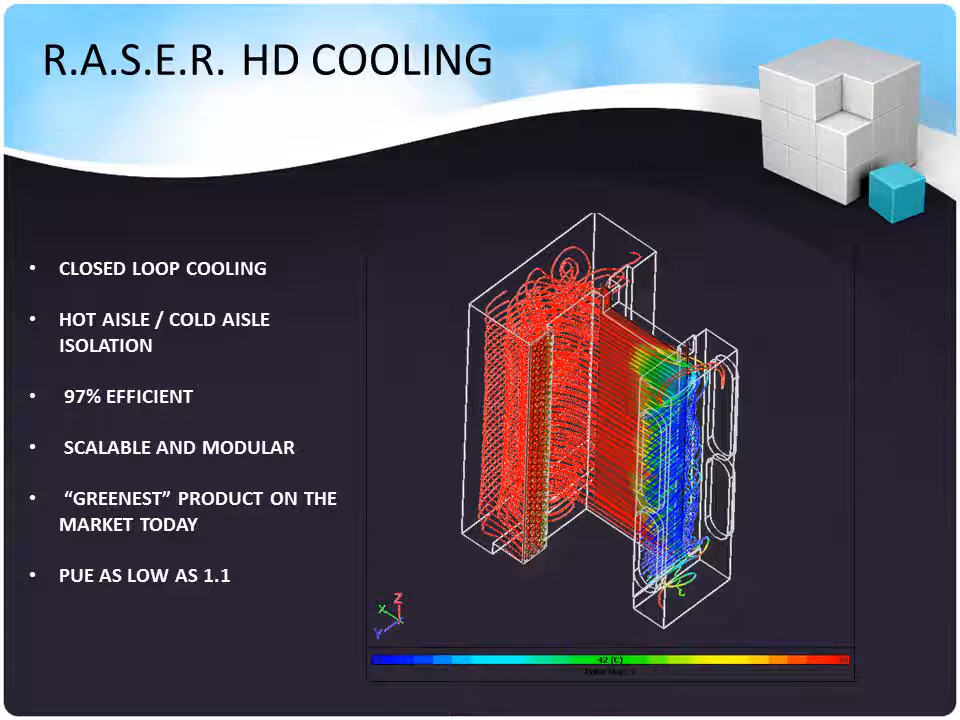 R.A.S.E.R. HD COOLING
• CLOSED LOOP COOLING
• HOT AISLE / COLD AISLE
ISOLATION
• 97% EFFICIENT
• SCALABLE AND MODULAR
• “GREENEST” PRODUCT ON THE
MARKET TODAY
• PUE AS LOW AS 1.1
Z
X
Y
42 (C)